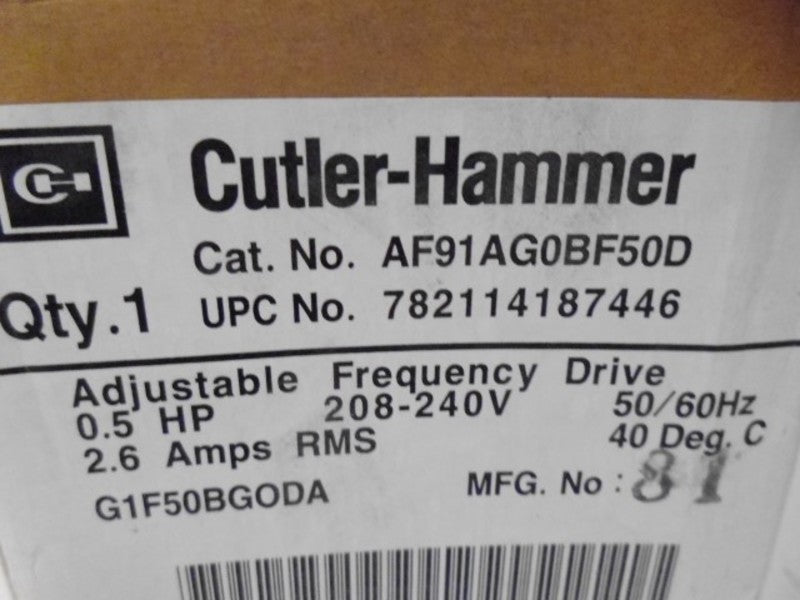 Cutler-Hammer
Cat. No. AF91AG0BF50D
Qty.1 UPC No. 782114187446
Adjustable Frequency Drive
0.5 HP 208-240V 50/60Hz
2.6 Amps RMS 40 Deg. C
G1F50BGODA MFG. No : 81